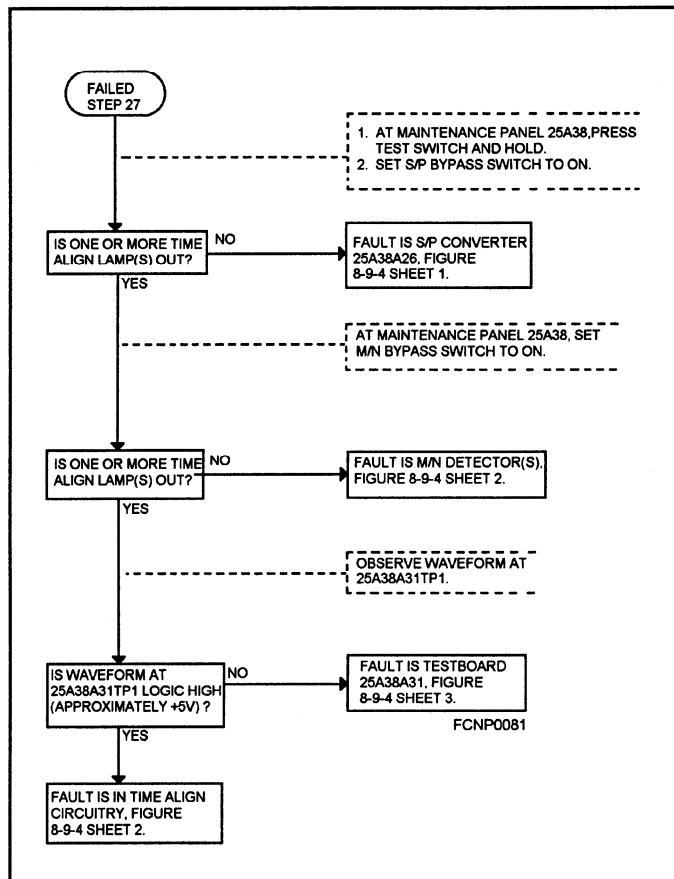 FAILED
STEP 27
1. AT MAINTENANCE PANEL 25A38,PRESS
TEST SWITCH AND HOLD.
2. SET S/P BYPASS SWITCH TO ON.
IS ONE OR MORE TIME
ALIGN LAMP(S) OUT?
NO
YES
FAULT IS S/P CONVERTER
25A38A26, FIGURE
8-9-4 SHEET 1.
AT MAINTENANCE PANEL 25A38, SET
M/N BYPASS SWITCH TO ON.
IS ONE OR MORE TIME
ALIGN LAMP(S) OUT?
NO
YES
FAULT IS M/N DETECTOR(S),
FIGURE 8-9-4 SHEET 2.
OBSERVE WAVEFORM AT
25A38A31TP1.
IS WAVEFORM AT
25A38A31TP1 LOGIC HIGH
(APPROXIMATELY +5V) ?
NO
YES
FAULT IS TESTBOARD
25A38A31, FIGURE
8-9-4 SHEET 3.
FCNP0081
FAULT IS IN TIME ALIGN
CIRCUITRY, FIGURE
8-9-4 SHEET 2.